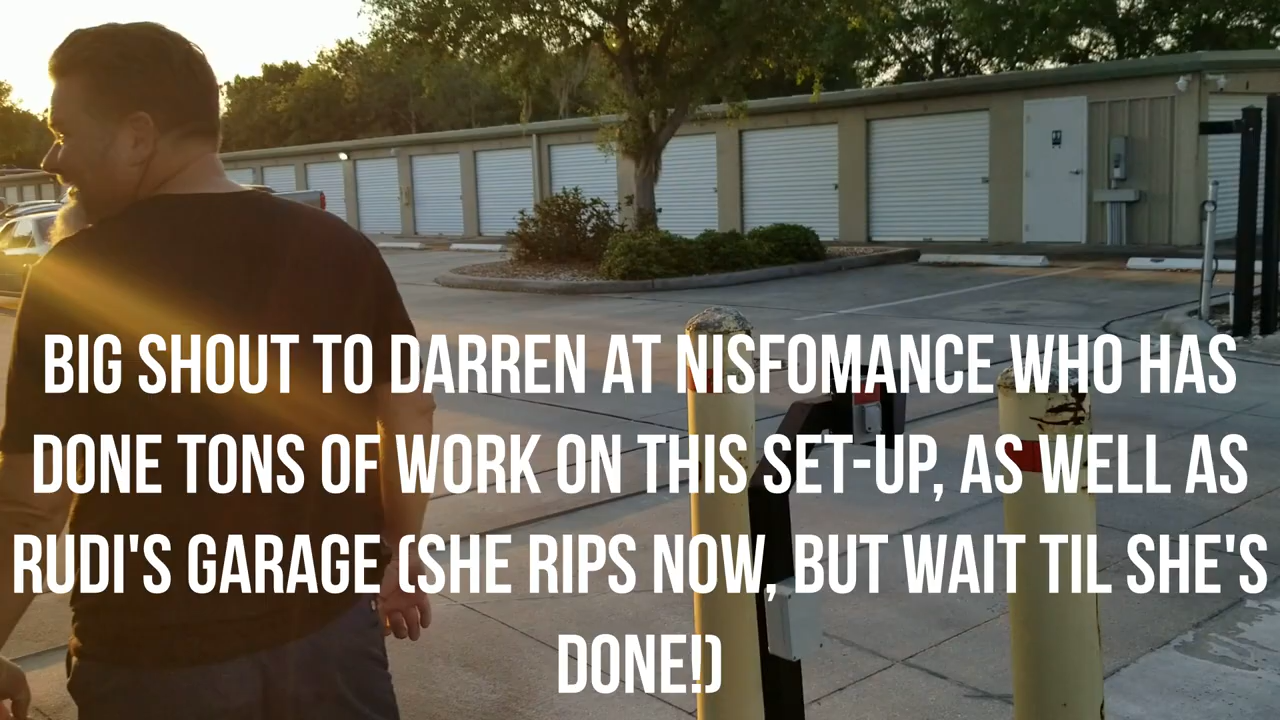 BIG SHOUT TO DARREN AT NISFOMANCE WHO HAS
DONE TONS OF WORK ON THIS SET-UP, AS WELL AS
RUDI'S GARAGE (SHE RIPS NOW, BUT WAIT TIL SHE'S
DONE!)